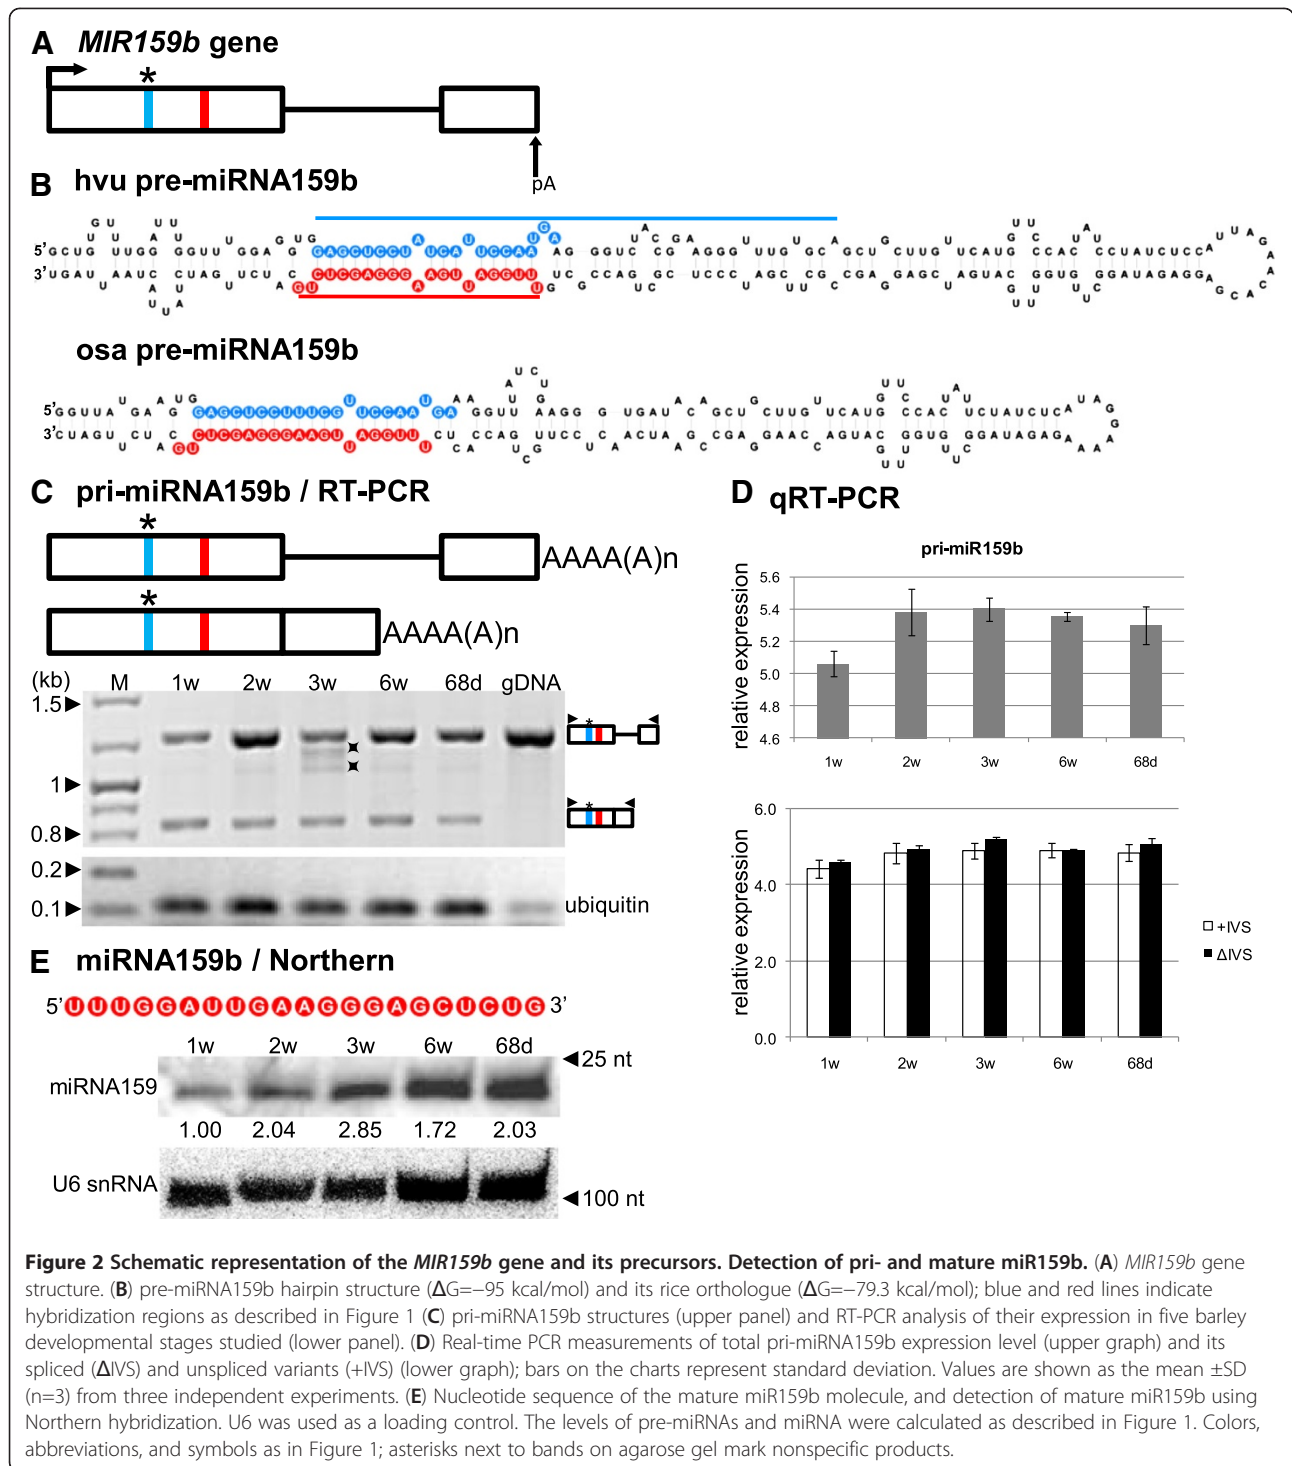 A MIR159b gene
*
pA
B hvu pre-miRNA159b
5'
3'
osa pre-miRNA159b
5'
3'
C pri-miRNA159b / RT-PCR
*
AAAA(A)n
*
AAAA(A)n
(kb) M 1w 2w 3w 6w 68d gDNA
1.5
*
1
*
0.8
0.2
0.1
ubiquitin
D qRT-PCR
pri-miR159b
relative expression
5.6
5.4
5.2
5.0
4.8
4.6
1w 2w 3w 6w 68d
relative expression
6.0
4.0
2.0
0.0
1w 2w 3w 6w 68d
+IVS
ΔIVS
E miRNA159b / Northern
5' UUUGGAUUGAAGGGAGCUCUG 3'
1w 2w 3w 6w 68d
25 nt
miRNA159
1.00 2.04 2.85 1.72 2.03
U6 snRNA
100 nt
Figure 2 Schematic representation of the MIR159b gene and its precursors. Detection of pri- and mature miR159b. (A) MIR159b gene
structure. (B) pre-miRNA159b hairpin structure (ΔG=−95 kcal/mol) and its rice orthologue (ΔG=−79.3 kcal/mol); blue and red lines indicate
hybridization regions as described in Figure 1 (C) pri-miRNA159b structures (upper panel) and RT-PCR analysis of their expression in five barley
developmental stages studied (lower panel). (D) Real-time PCR measurements of total pri-miRNA159b expression level (upper graph) and its
spliced (ΔIVS) and unspliced variants (+IVS) (lower graph); bars on the charts represent standard deviation. Values are shown as the mean ±SD
(n=3) from three independent experiments. (E) Nucleotide sequence of the mature miR159b molecule, and detection of mature miR159b using
Northern hybridization. U6 was used as a loading control. The levels of pre-miRNAs and miRNA were calculated as described in Figure 1. Colors,
abbreviations, and symbols as in Figure 1; asterisks next to bands on agarose gel mark nonspecific products.